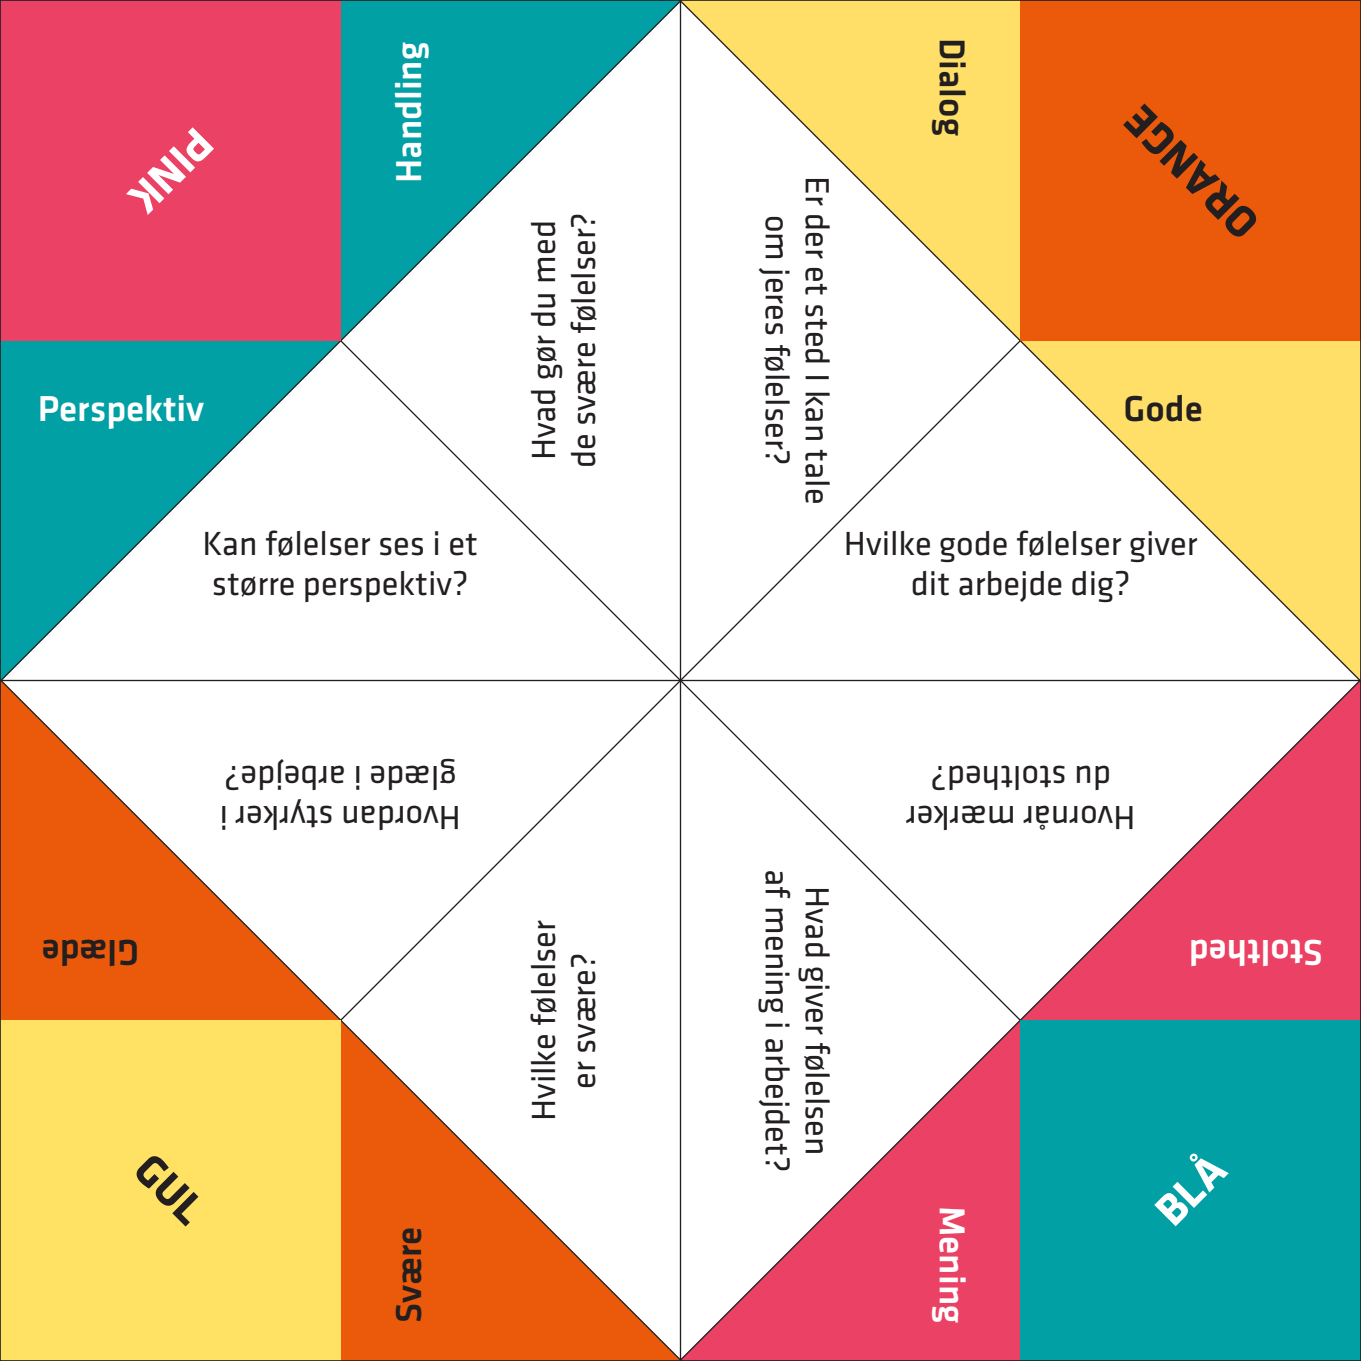 PINK
Handling
Dialog
ORANGE
Hvad gør du med
de svære følelser?
Er der et sted I kan tale
om jeres følelser?
Perspektiv
Gode
Kan følelser ses i et
større perspektiv?
Hvilke gode følelser giver
dit arbejde dig?
Hvordan styrker i
glæde i arbejde?
Hvornår mærker
du stolthed?
Glæde
Stolthed
Hvilke følelser
er svære?
Hvad giver følelsen
af mening i arbejdet?
GUL
Svære
Mening
BLÅ